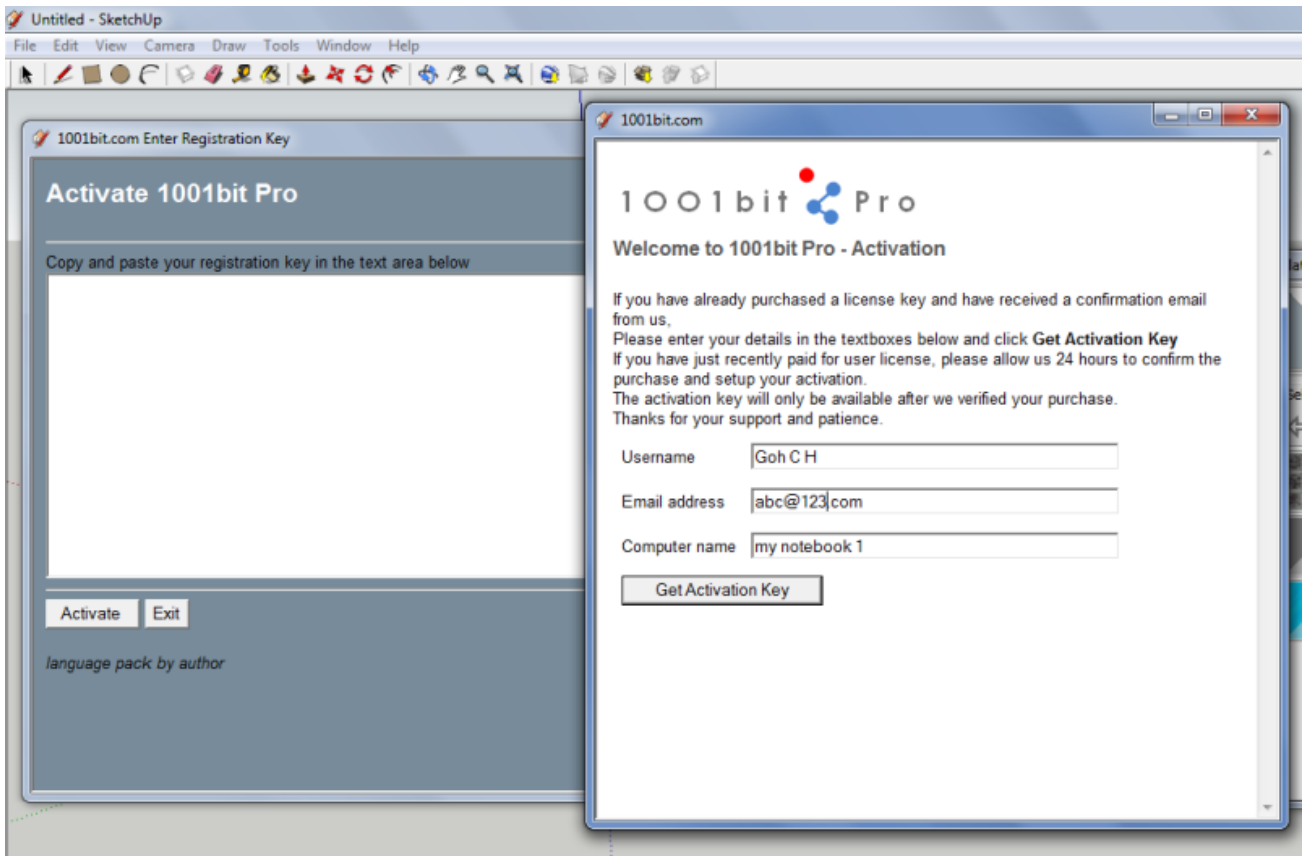 Untitled - SketchUp
File Edit View Camera Draw Tools Window Help
1001bit.com Enter Registration Key
Activate 1001bit Pro
Copy and paste your registration key in the text area below
Activate Exit
language pack by author
1001bit.com
1001bit Pro
Welcome to 1001bit Pro - Activation
If you have already purchased a license key and have received a confirmation email
from us,
Please enter your details in the textboxes below and click Get Activation Key
If you have just recently paid for user license, please allow us 24 hours to confirm the
purchase and setup your activation.
The activation key will only be available after we verified your purchase.
Thanks for your support and patience.
Username Goh C H
Email address abc@123.com
Computer name my notebook 1
Get Activation Key